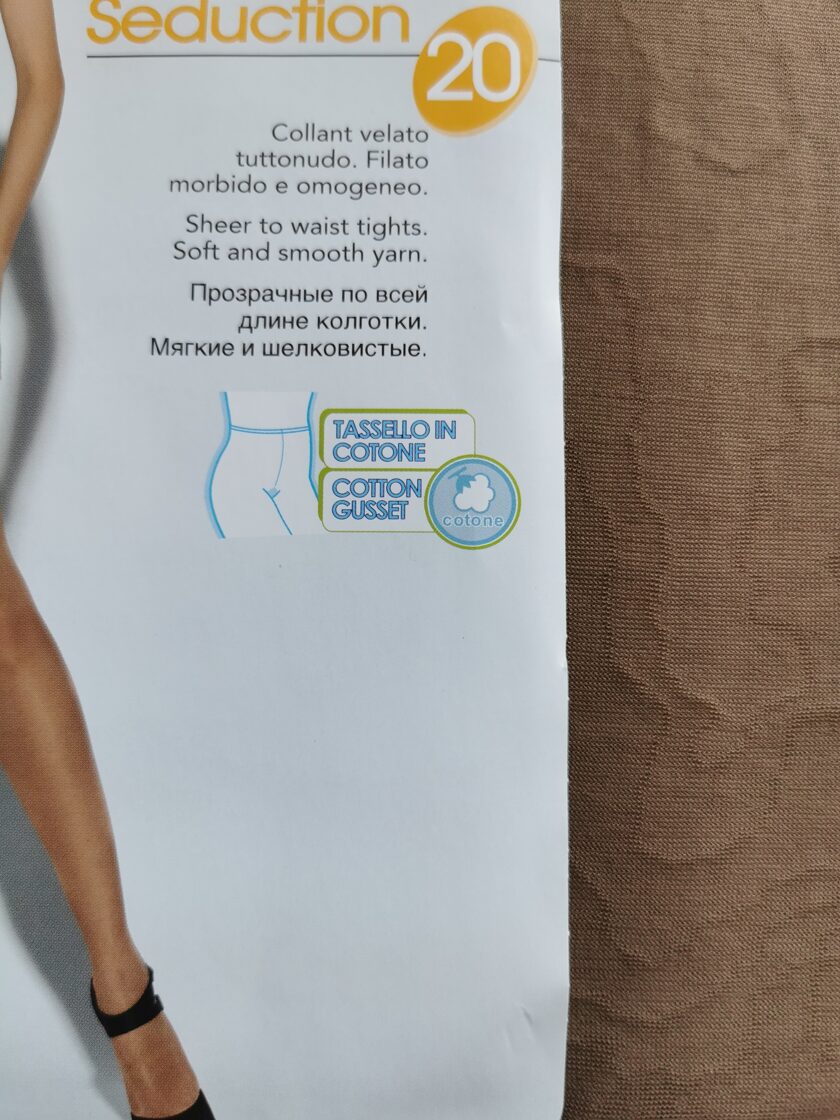 Seduction
20
Collant velato
tuttonudo. Filato
morbido e omogeneo.
Sheer to waist tights.
Soft and smooth yarn.
Прозрачные по всей
длине колготки.
Мягкие и шелковистые.
TASSELLO IN
COTONE
COTTON
GUSSET
cotone